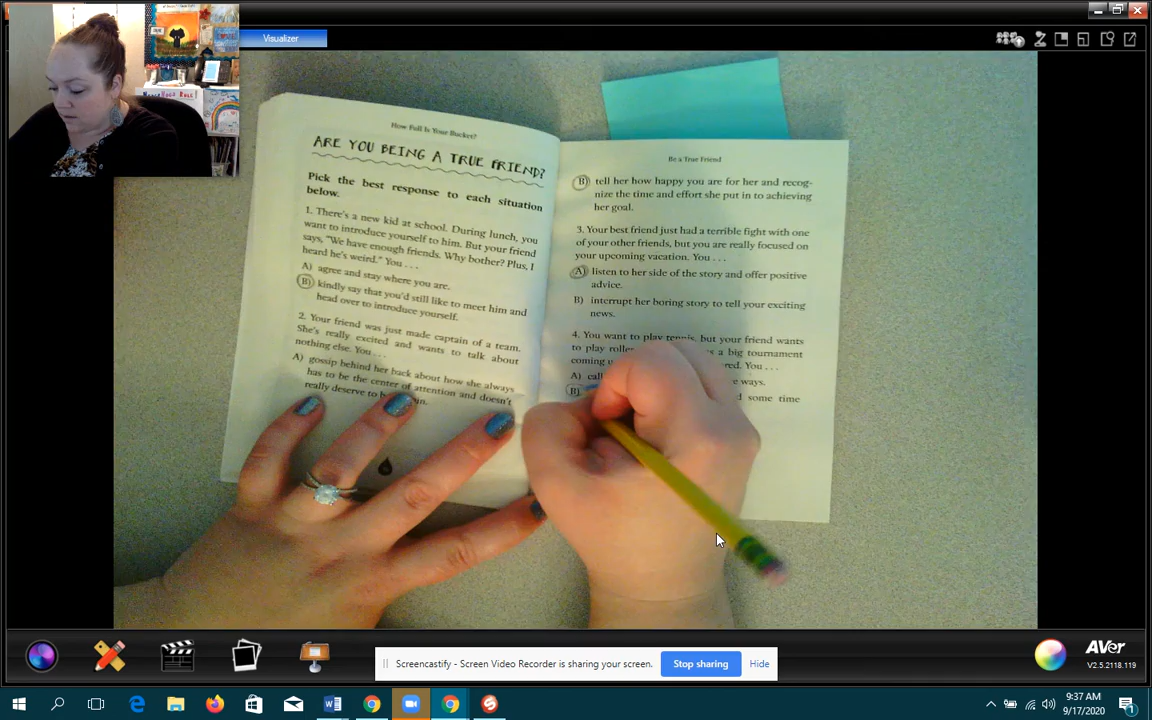 Visualizer
How Full Is Your Bucket?
ARE YOU BEING A TRUE FRIEND?
Pick the best response to each situation
below.
1. There's a new kid at school. During lunch, you
want to introduce yourself to him. But your friend
says, "We have enough friends. Why bother? Plus, I
heard he's weird." You . . .
A) agree and stay where you are.
B) kindly say that you'd still like to meet him and
head over to introduce yourself.
2. Your friend was just made captain of a team.
She's really excited and wants to talk about
nothing else. You . . .
A) gossip behind her back about how she always
has to be the center of attention and doesn't
really deserve to
Be a True Friend
B) tell her how happy you are for her and recog-
nize the time and effort she put in to achieving
her goal.
3. Your best friend just had a terrible fight with one
of your other friends, but you are really focused on
your upcoming vacation. You . . .
A) listen to her side of the story and offer positive
advice.
B) interrupt her boring story to tell your exciting
news.
4. You want to play tennis, but your friend wants
to play a big tournament
coming You . . .
A) ways.
B) some time
Screencastify - Screen Video Recorder is sharing your screen.
Stop sharing
Hide
AVer
V2.5.2118.119
9:37 AM
9/17/2020